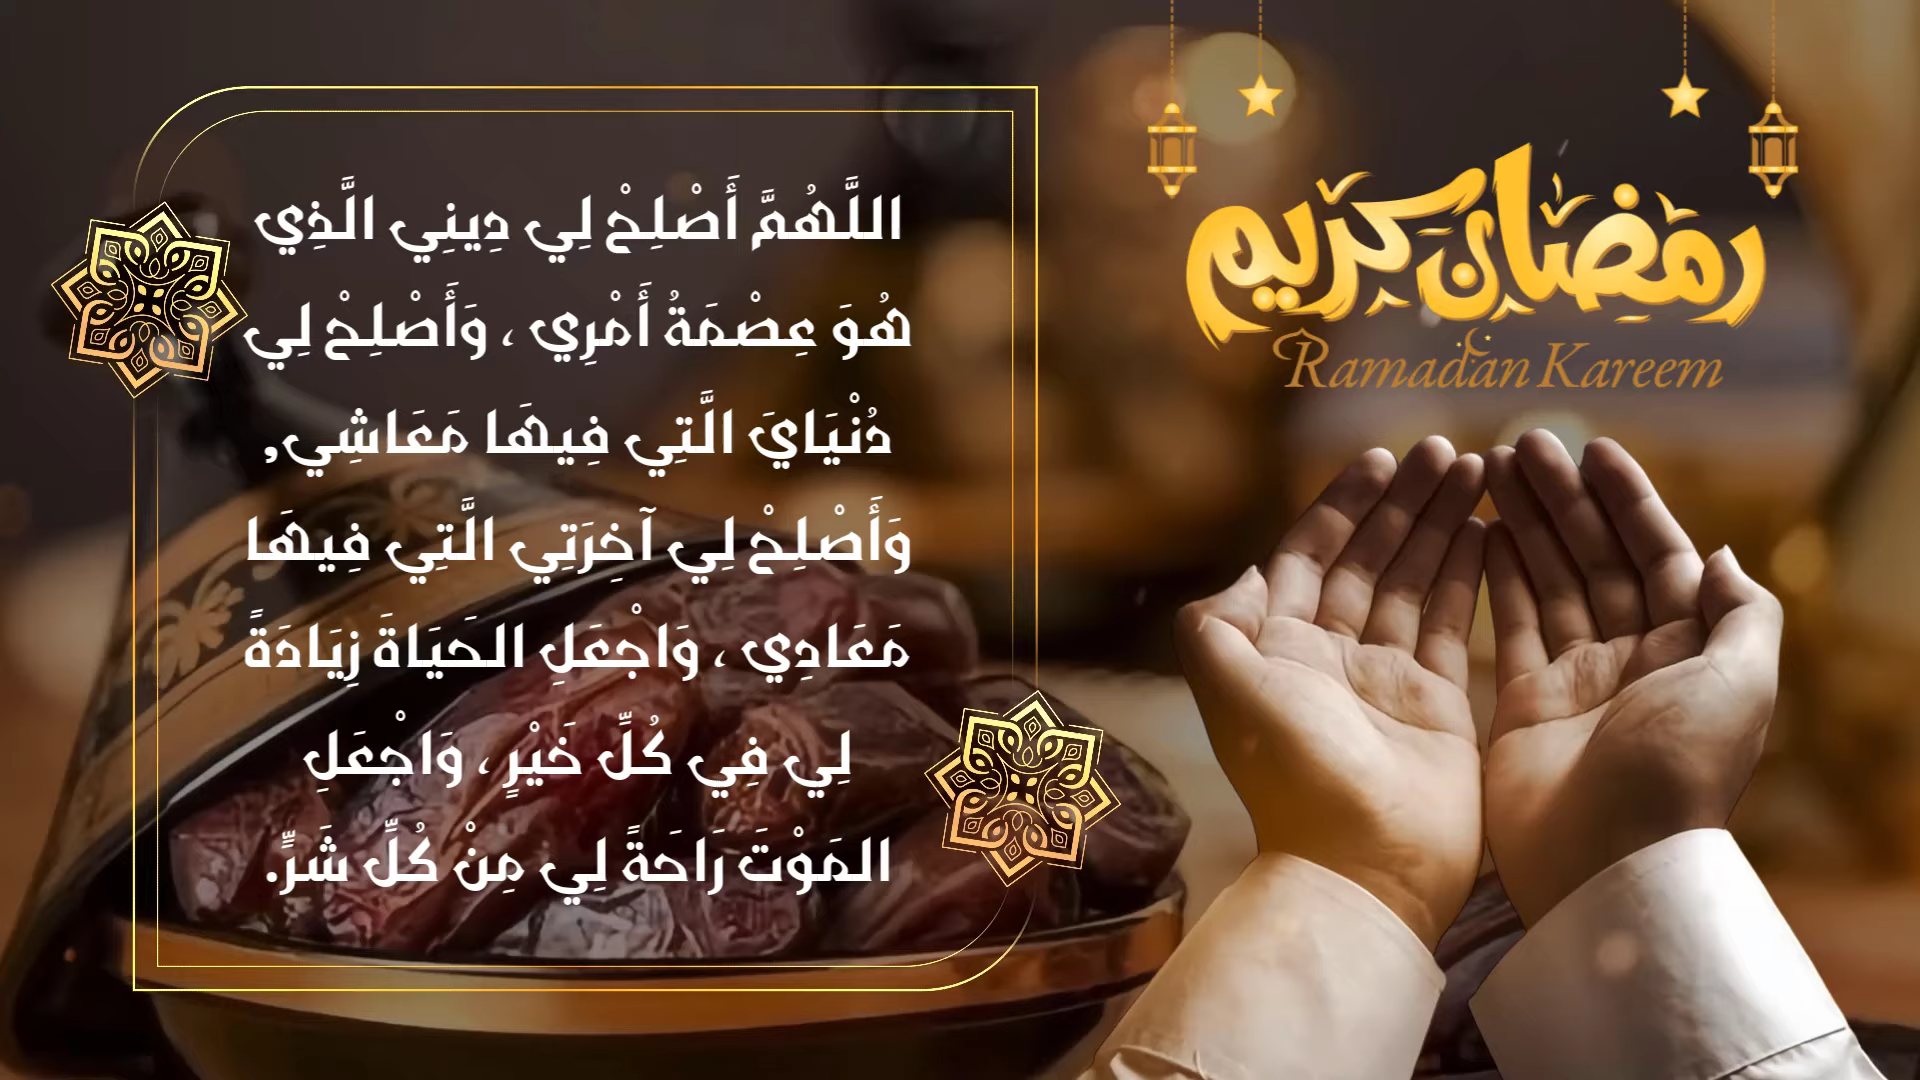 اللَّهُمَّ أَصْلِحْ لِي دِينِي الَّذِي
هُوَ عِصْمَةُ أَمْرِي ، وَأَصْلِحْ لِي
دُنْيَايَ الَّتِي فِيهَا مَعَاشِي,
وَأَصْلِحْ لِي آخِرَتِي الَّتِي فِيهَا
مَعَادِي ، وَاجْعَلِ الحَيَاةَ زِيَادَةً
لِي فِي كُلِّ خَيْرٍ ، وَاجْعَلِ
المَوْتَ رَاحَةً لِي مِنْ كُلِّ شَرٍّ.
رمضان كريم
Ramadan Kareem